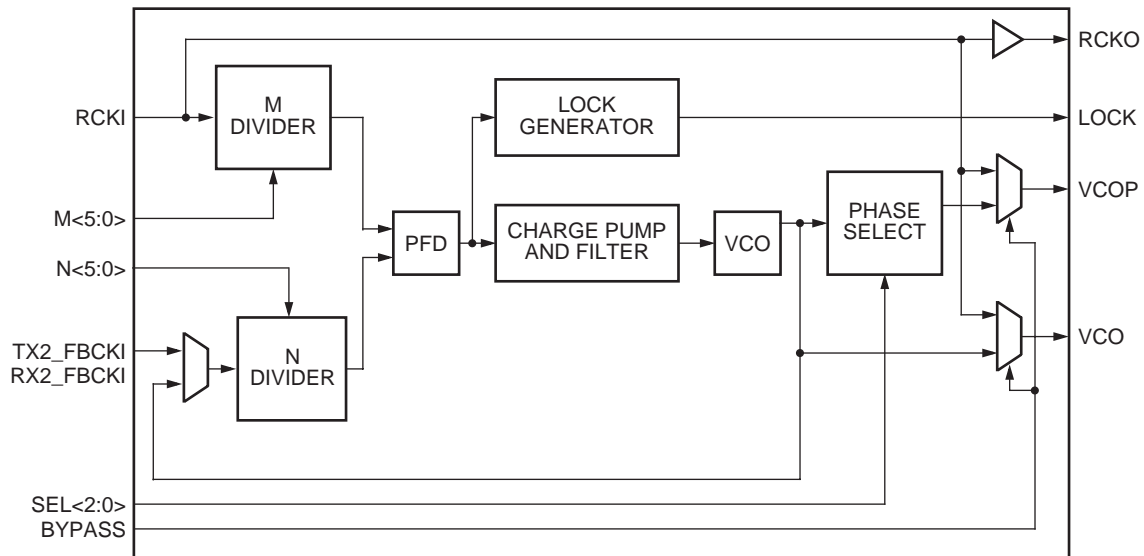 RCKO
RCKI
M
DIVIDER
LOCK
GENERATOR
LOCK
M<5:0>
VCOP
PFD
CHARGE PUMP
AND FILTER
VCO
PHASE
SELECT
N<5:0>
TX2_FBCKI
RX2_FBCKI
N
DIVIDER
VCO
SEL<2:0>
BYPASS